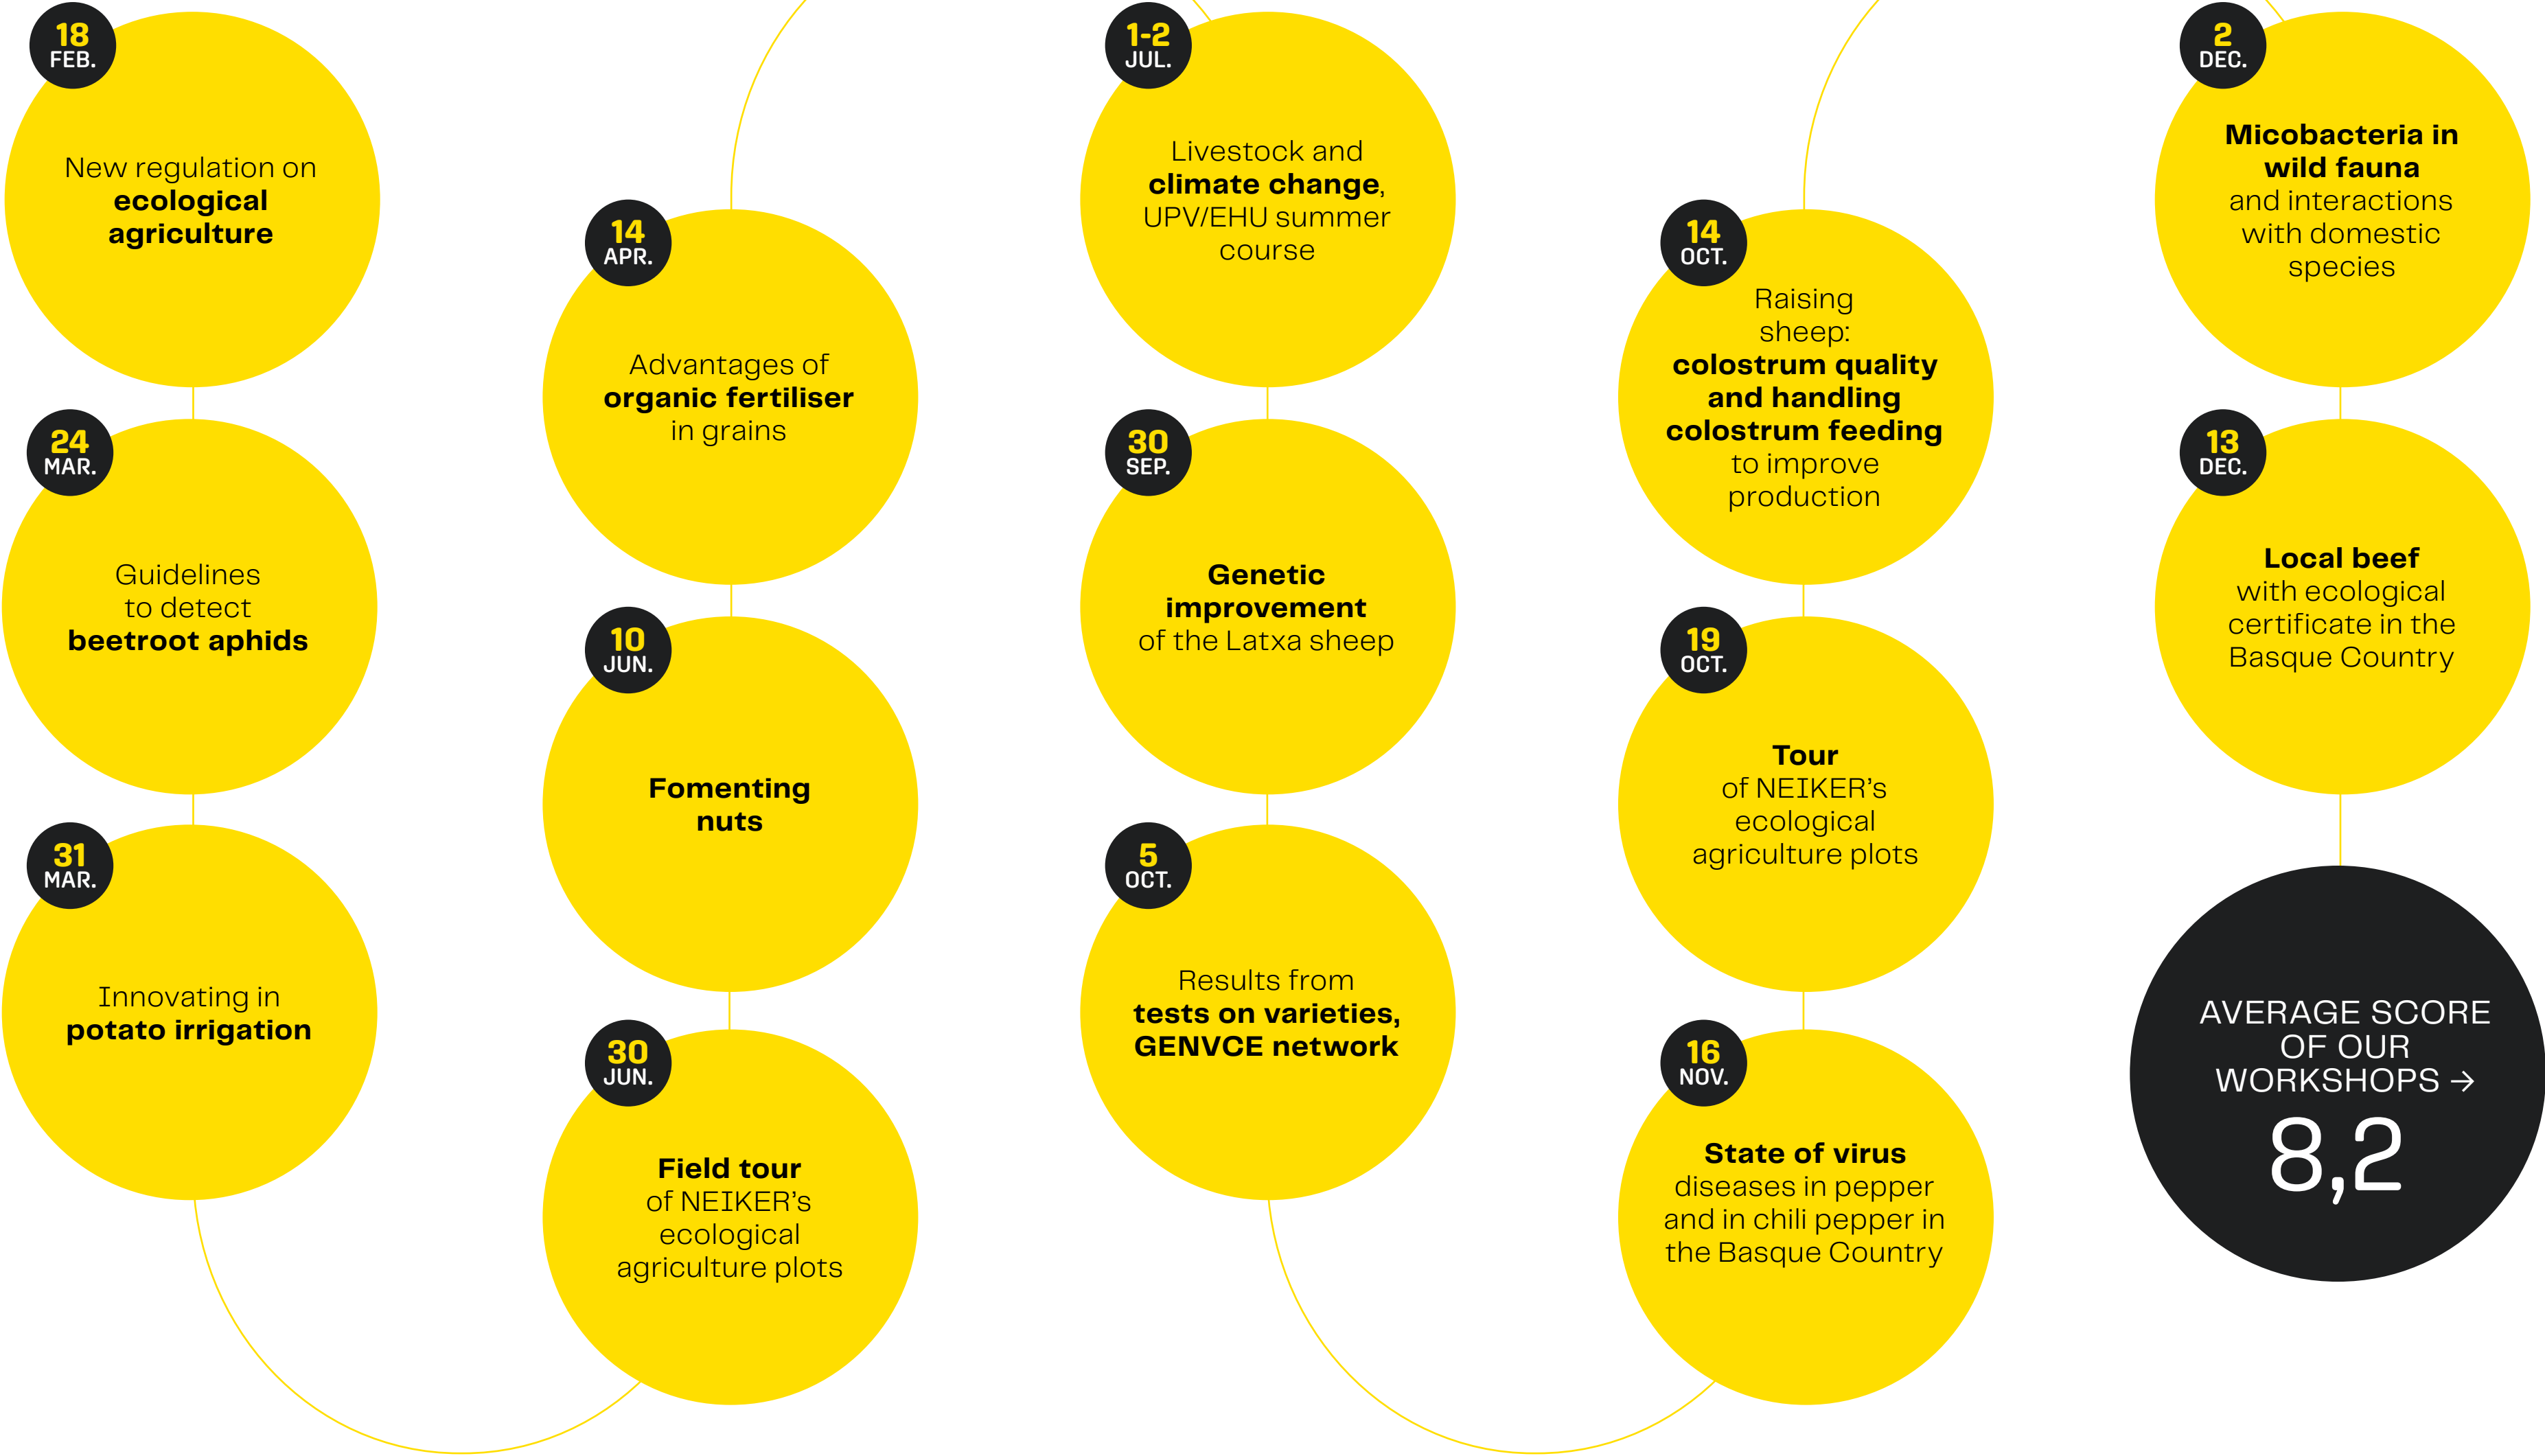 18
FEB.
New regulation on
ecological
agriculture
24
MAR.
Guidelines
to detect
beetroot aphids
31
MAR.
Innovating in
potato irrigation
14
APR.
Advantages of
organic fertiliser
in grains
10
JUN.
Fomenting
nuts
30
JUN.
Field tour
of NEIKER’s
ecological
agriculture plots
1-2
JUL.
Livestock and
climate change,
UPV/EHU summer
course
30
SEP.
Genetic
improvement
of the Latxa sheep
5
OCT.
Results from
tests on varieties,
GENVCE network
14
OCT.
Raising
sheep:
colostrum quality
and handling
colostrum feeding
to improve
production
19
OCT.
Tour
of NEIKER’s
ecological
agriculture plots
16
NOV.
State of virus
diseases in pepper
and in chili pepper in
the Basque Country
2
DEC.
Micobacteria in
wild fauna
and interactions
with domestic
species
13
DEC.
Local beef
with ecological
certificate in the
Basque Country
AVERAGE SCORE
OF OUR
WORKSHOPS →
8,2